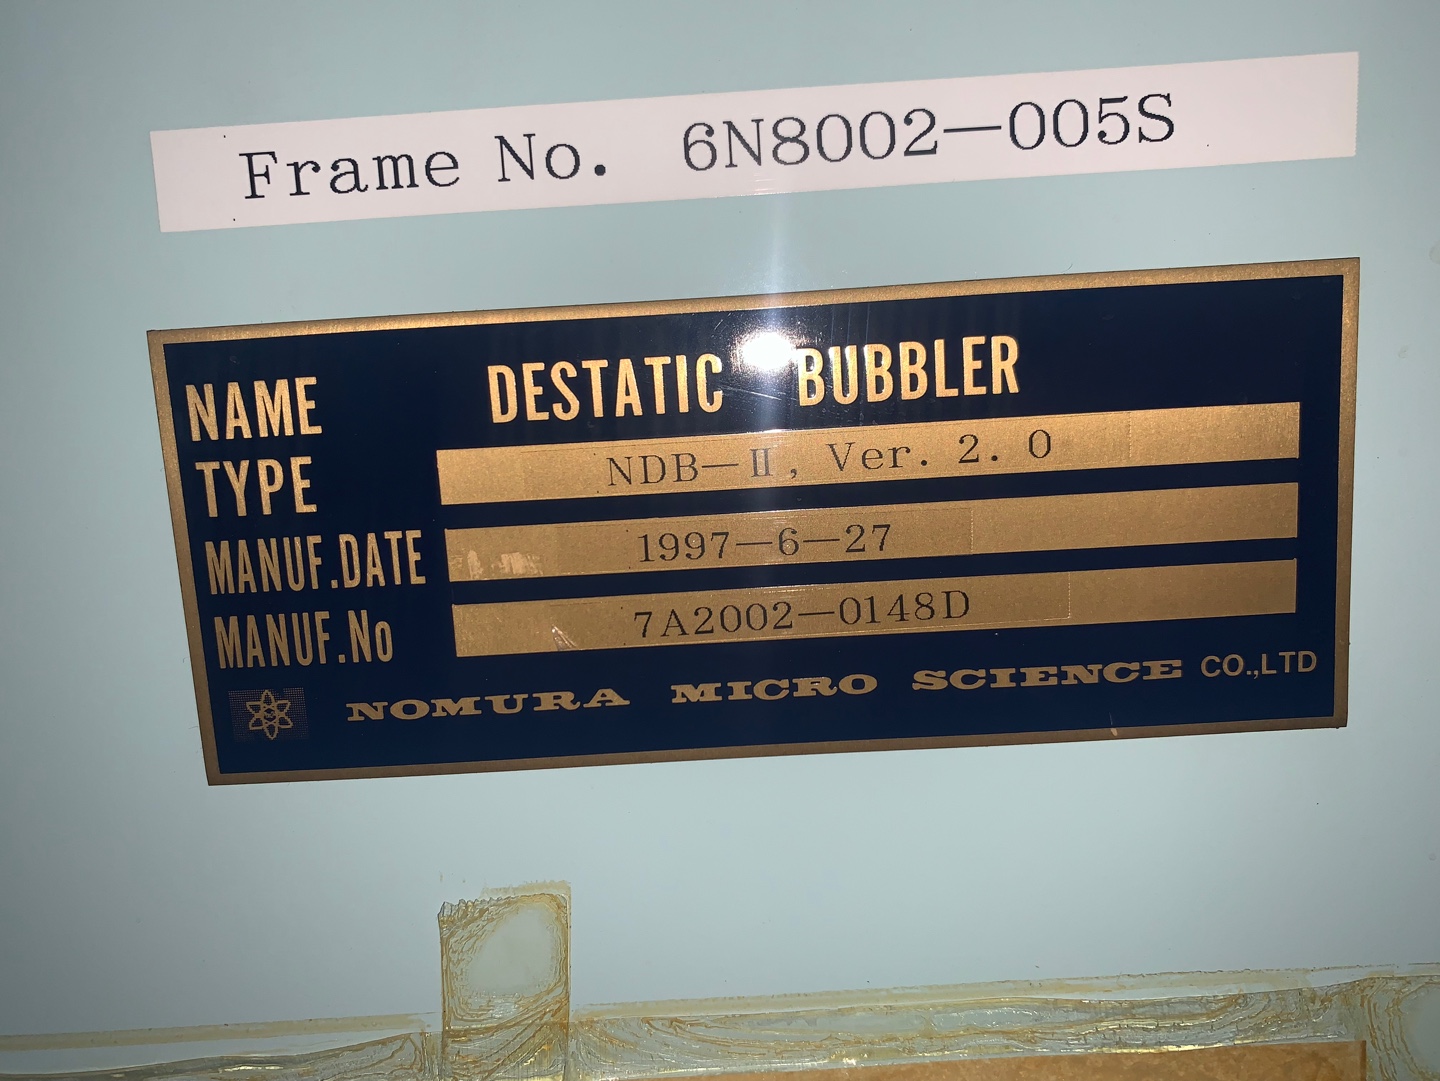 Frame No. 6N8002-005S
NAME DESTATIC BUBBLER
TYPE NDB-Ⅱ, Ver. 2. 0
MANUF.DATE 1997-6-27
MANUF.No 7A2002-0148D
NOMURA MICRO SCIENCE CO.,LTD